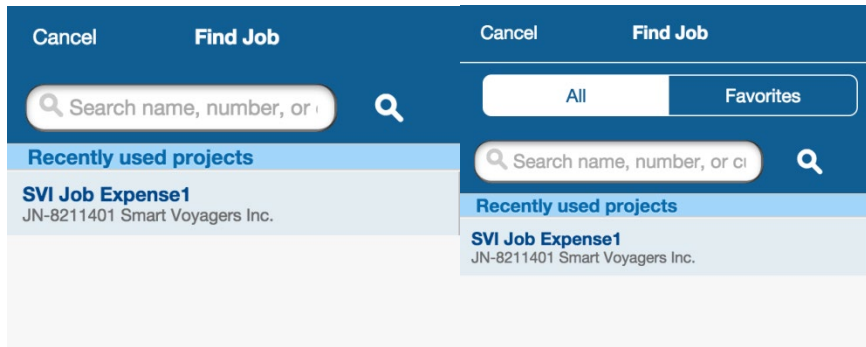 Cancel Find Job
Search name, number, or
Recently used projects
SVI Job Expense1
JN-8211401 Smart Voyagers Inc.
Cancel Find Job
All Favorites
Search name, number, or
Recently used projects
SVI Job Expense1
JN-8211401 Smart Voyagers Inc.